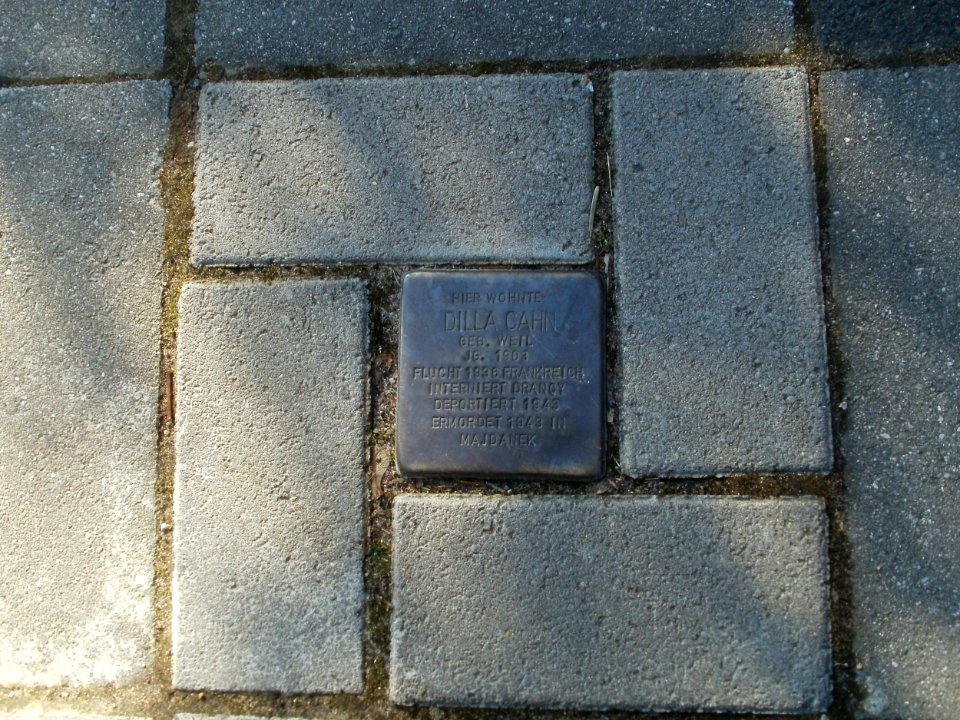 HIER WOHNTE
DILLA CAHN
GEB. WEIL
JG. 1903
FLUCHT 1936 FRANKREICH
INTERNIERT DRANCY
DEPORTIERT 1943
ERMORDET 1943 IN
MAJDANEK